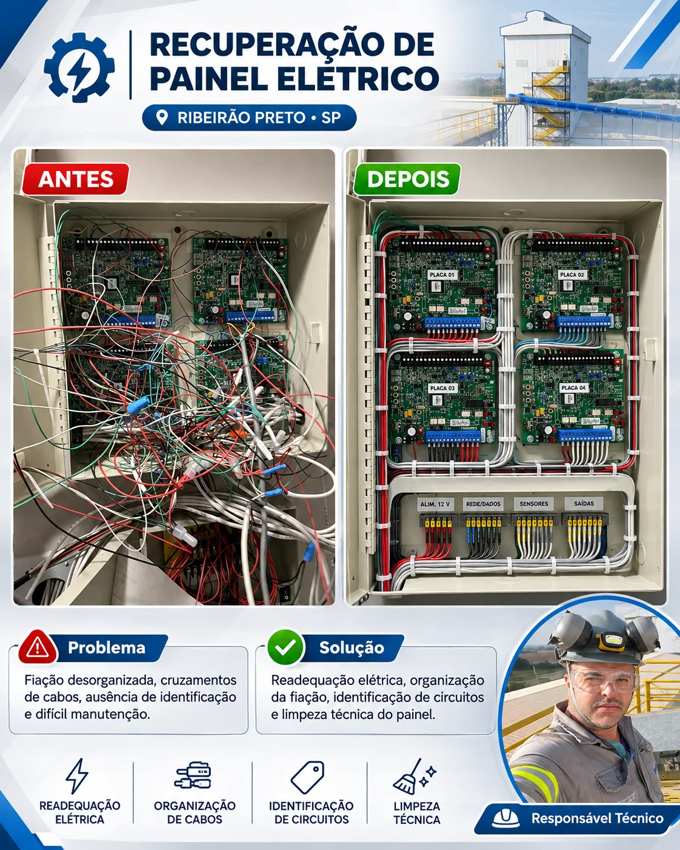 RECUPERAÇÃO DE
PAINEL ELÉTRICO
RIBEIRÃO PRETO • SP
ANTES
DEPOIS
PLACA 01
PLACA 02
PLACA 03
PLACA 04
ALIM. 12 V
REDE/DADOS
SENSORES
SAÍDAS
Problema
Fiação desorganizada, cruzamentos
de cabos, ausência de identificação
e difícil manutenção.
Solução
Readequação elétrica, organização
da fiação, identificação de circuitos
e limpeza técnica do painel.
READEQUAÇÃO
ELÉTRICA
ORGANIZAÇÃO
DE CABOS
IDENTIFICAÇÃO
DE CIRCUITOS
LIMPEZA
TÉCNICA
Responsável Técnico